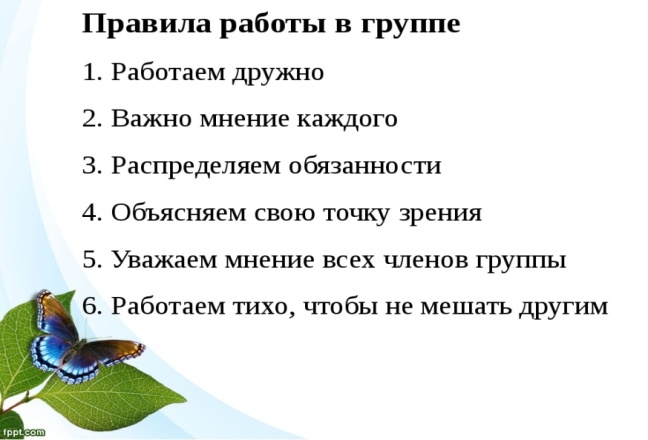 Правила работы в группе
1. Работаем дружно
2. Важно мнение каждого
3. Распределяем обязанности
4. Объясняем свою точку зрения
5. Уважаем мнение всех членов группы
6. Работаем тихо, чтобы не мешать другим
fppt.com